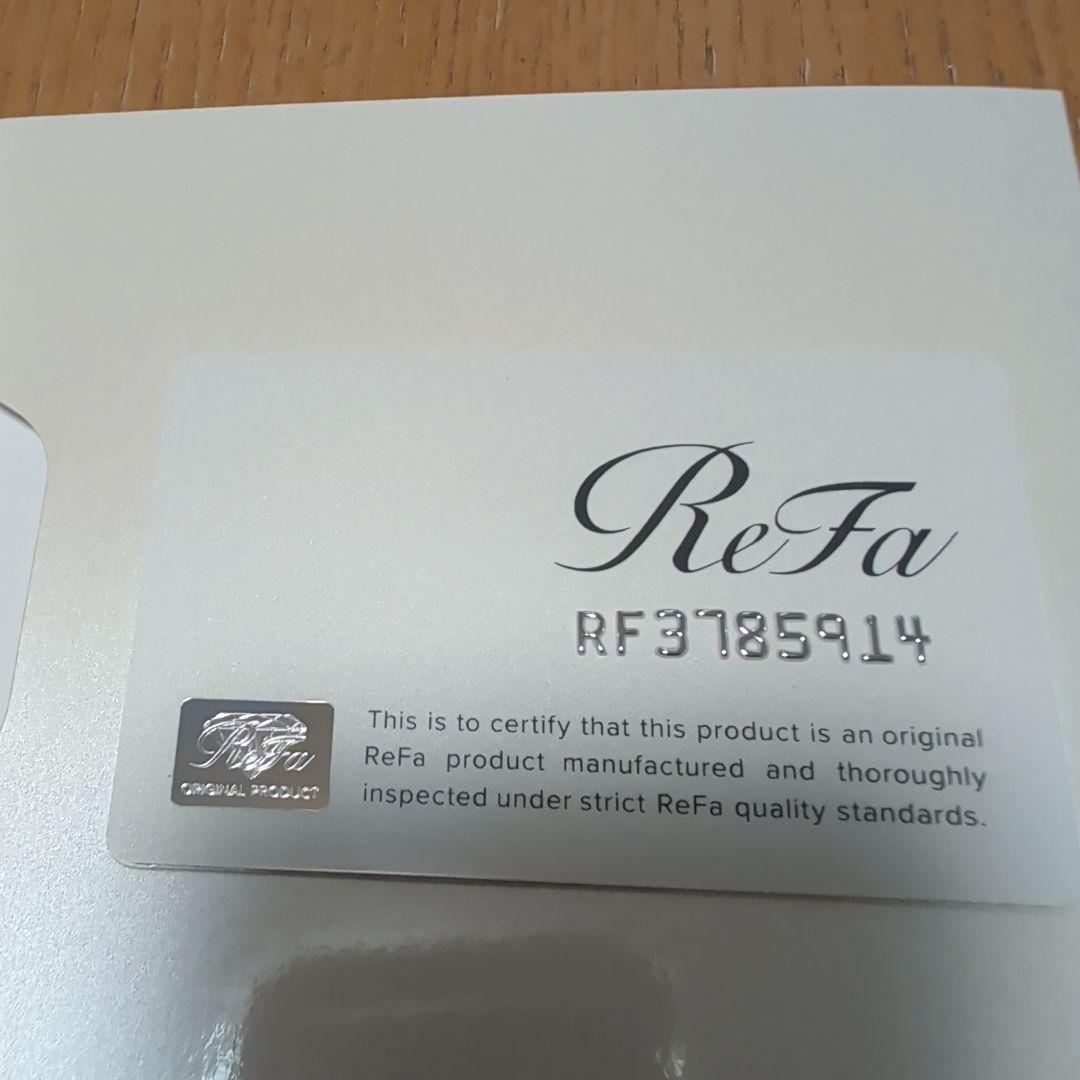 ReFa
RF3785914
ReFa
ORIGINAL PRODUCT
This is to certify that this product is an original
ReFa product manufactured and thoroughly
inspected under strict ReFa quality standards.